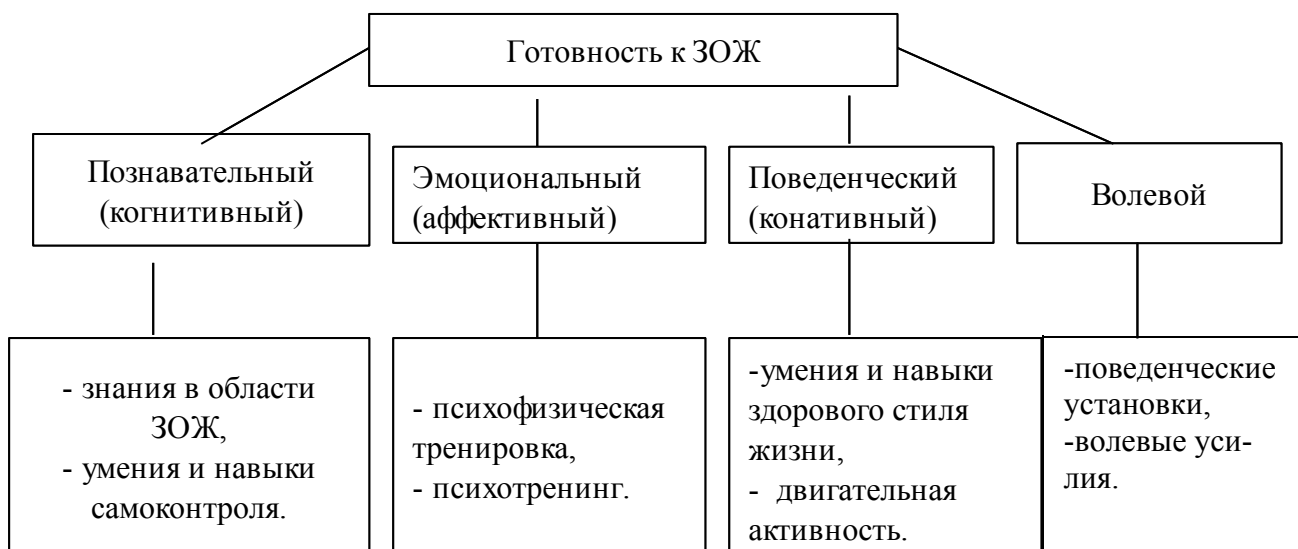 Готовность к ЗОЖ
Познавательный
(когнитивный)
Эмоциональный
(аффективный)
Поведенческий
(конативный)
Волевой
- знания в области
ЗОЖ,
- умения и навыки
самоконтроля.
- психофизическая
тренировка,
- психотренинг.
-умения и навыки
здорового стиля
жизни,
- двигательная
активность.
-поведенческие
установки,
-волевые уси-
лия.